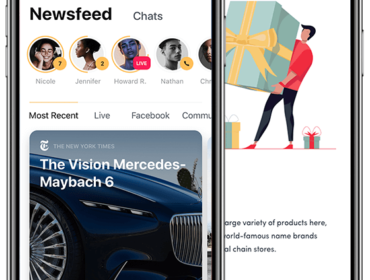 Newsfeed
Chats
7
2
LIVE
Nicole
Jennifer
Howard R.
Nathan
Most Recent
Live
Facebook
Commu
THE NEW YORK TIMES
The Vision Mercedes-
Maybach 6
arge variety of products here,
world-famous name brands
al chain stores.